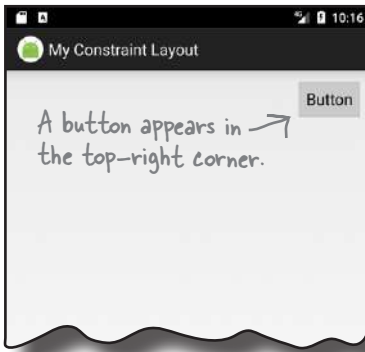 10:16
My Constraint Layout
Button
A button appears in
the top-right corner.